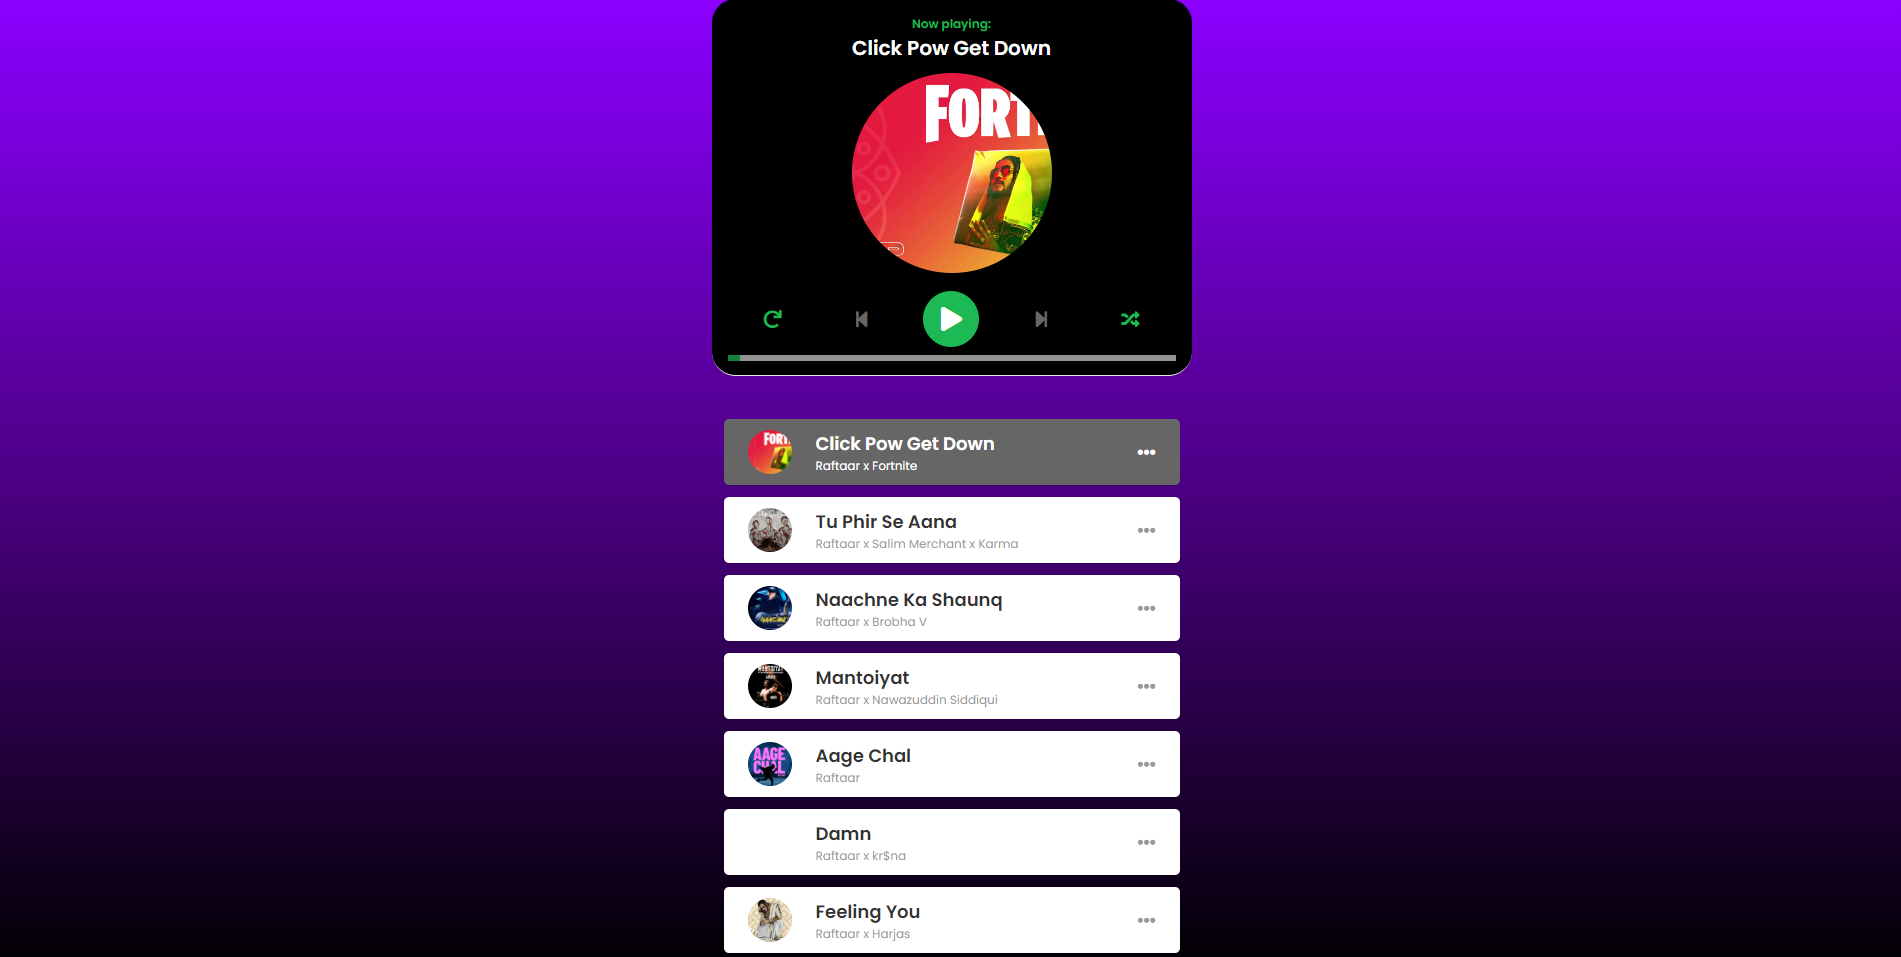 Now playing:
Click Pow Get Down
FORT
Click Pow Get Down
Raftaar x Fortnite
Tu Phir Se Aana
Raftaar x Salim Merchant x Karma
Naachne Ka Shaunq
Raftaar x Brobha V
Mantoiyat
Raftaar x Nawazuddin Siddiqui
AAGE
CHAL
Aage Chal
Raftaar
Damn
Raftaar x kr$na
Feeling You
Raftaar x Harjas